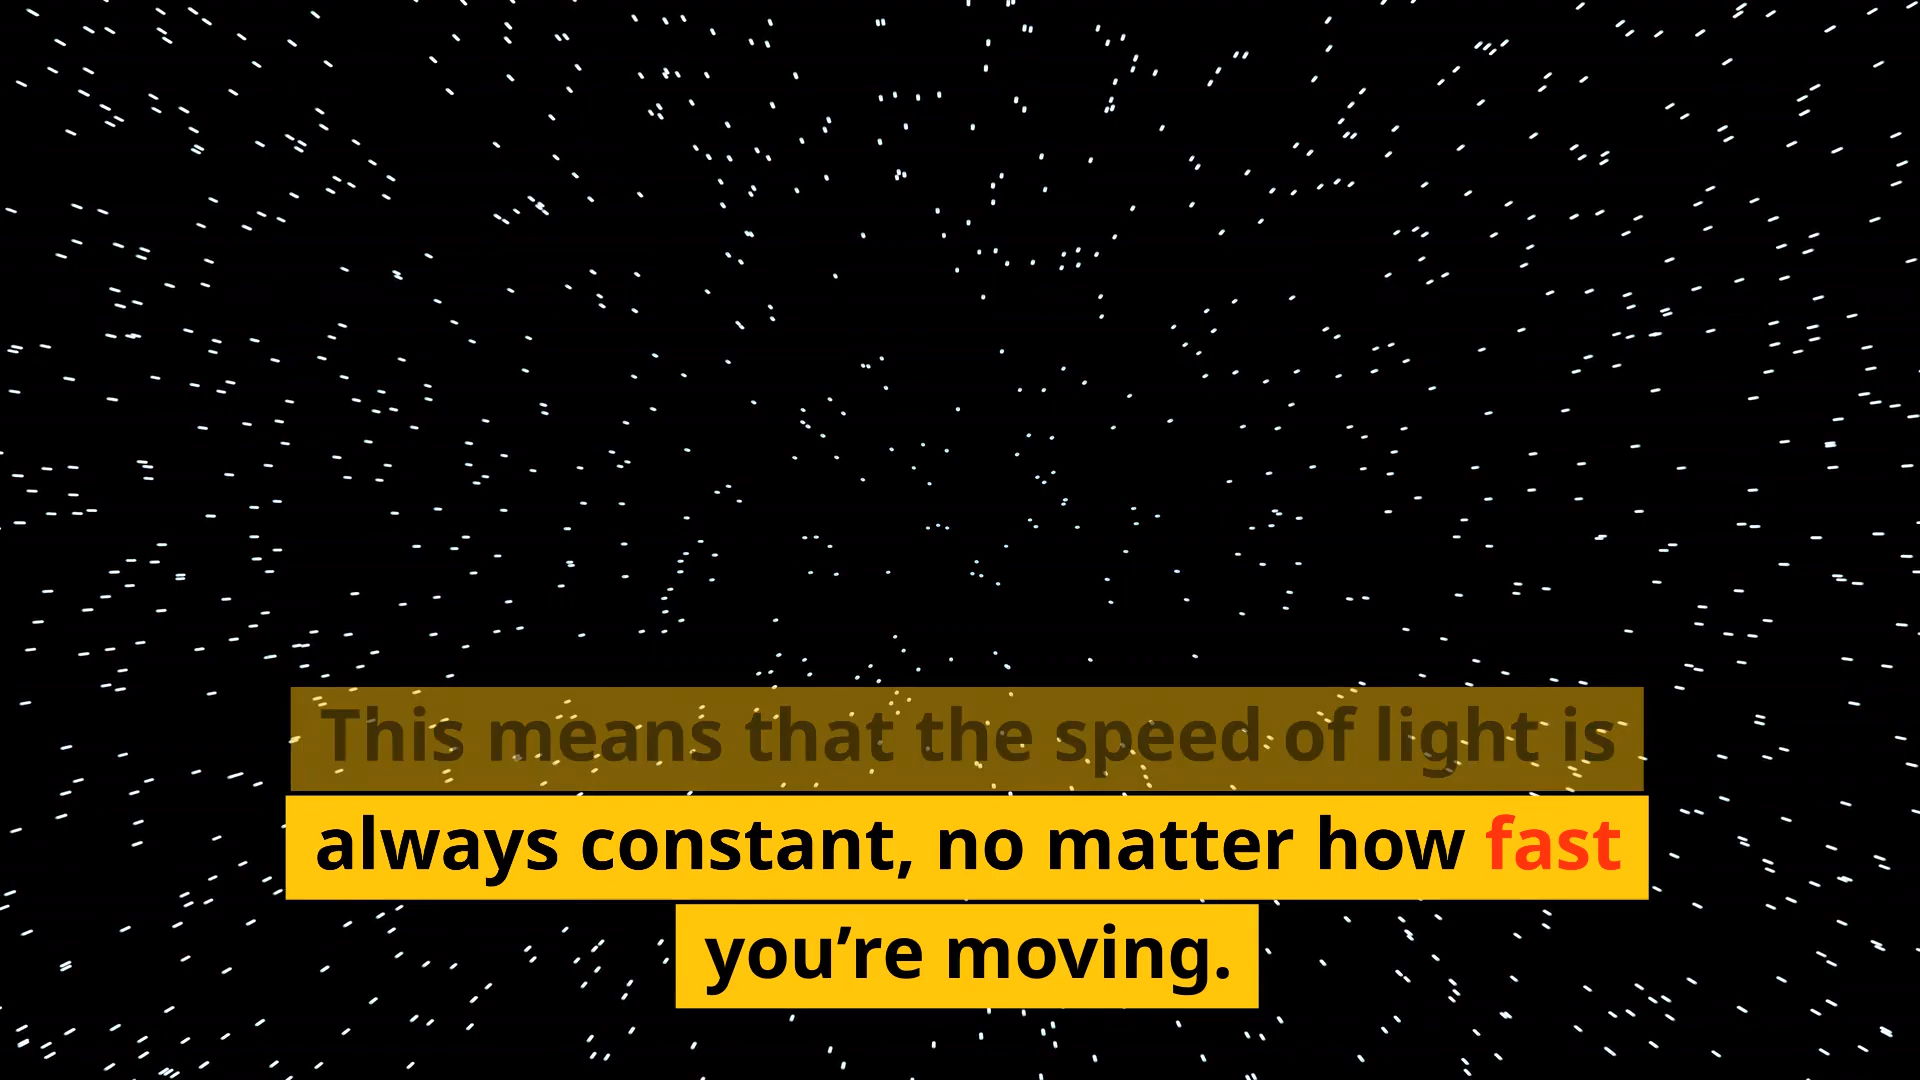 This means that the speed of light is
always constant, no matter how fast
you’re moving.